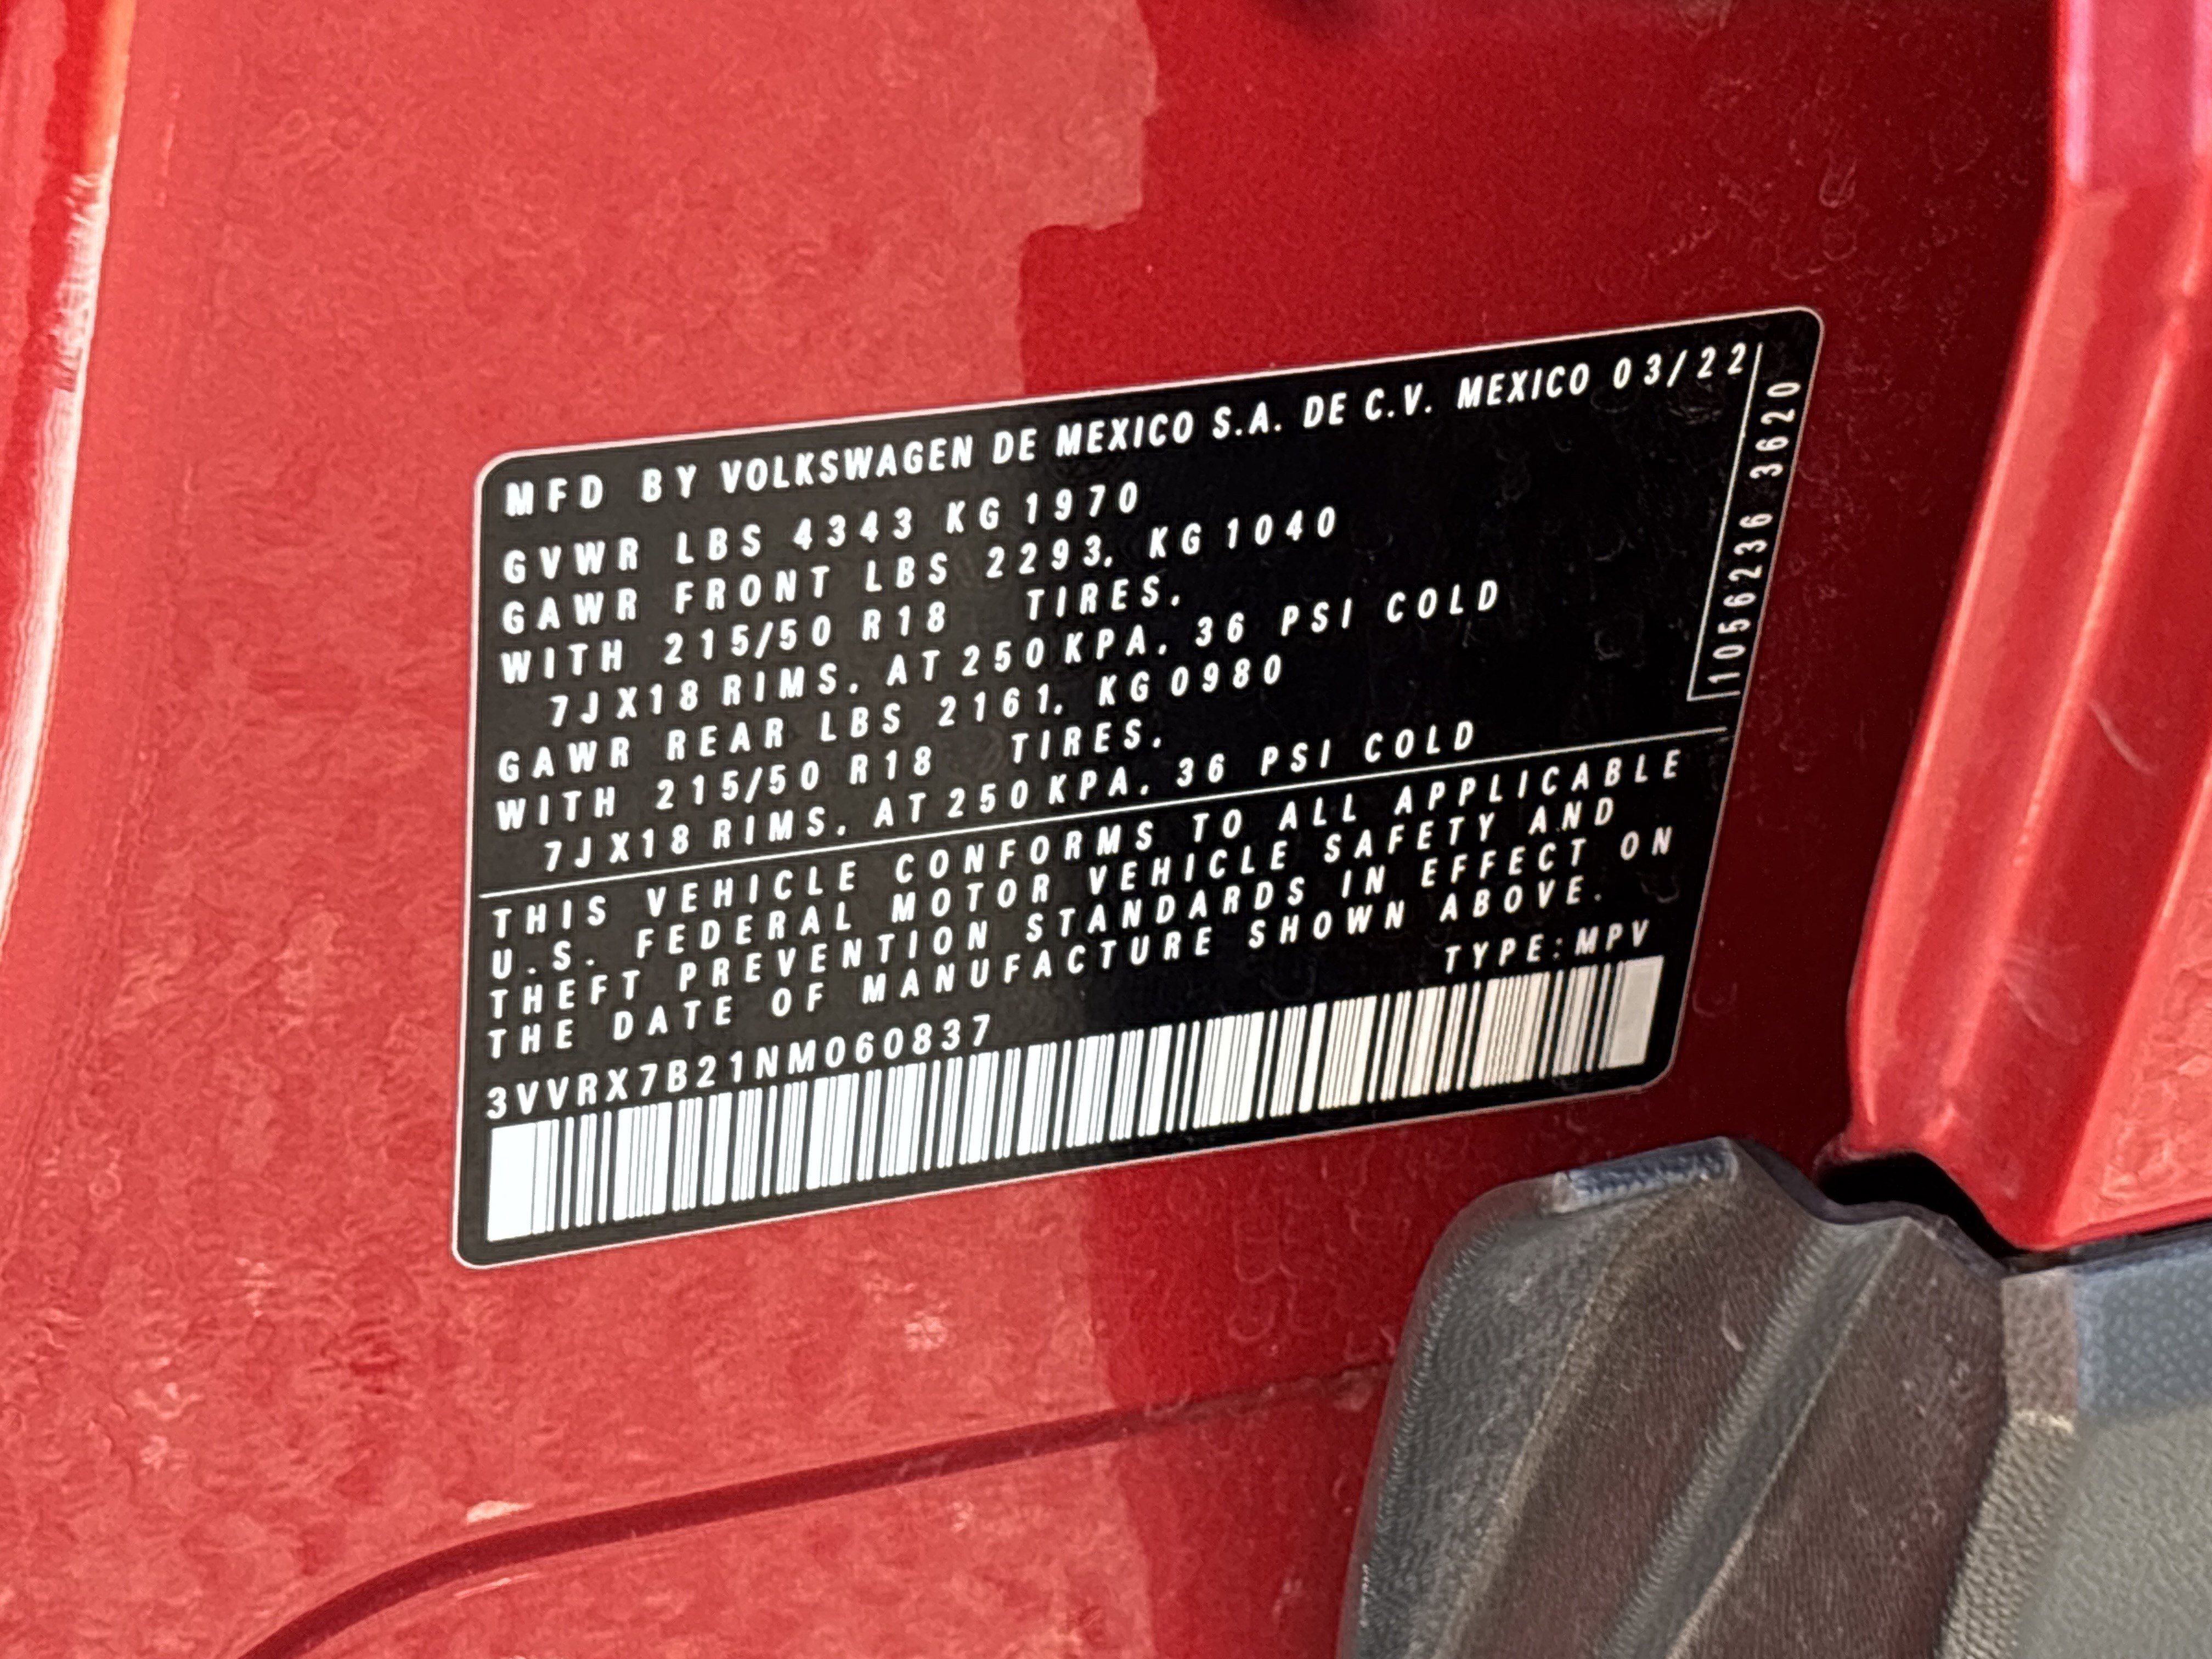 MFD BY VOLKSWAGEN DE MEXICO S.A. DE C.V. MEXICO 03/22
GVWR LBS 4343 KG 1970
GAWR FRONT LBS 2293, KG 1040
WITH 215/50 R18 TIRES,
7JX18 RIMS, AT 250 KPA, 36 PSI COLD
GAWR REAR LBS 2161, KG 0980
WITH 215/50 R18 TIRES,
7JX18 RIMS, AT 250 KPA, 36 PSI COLD
1056236 3620
THIS VEHICLE CONFORMS TO ALL APPLICABLE
U.S. FEDERAL MOTOR VEHICLE SAFETY AND
THEFT PREVENTION STANDARDS IN EFFECT ON
THE DATE OF MANUFACTURE SHOWN ABOVE.
TYPE:MPV
3VVRX7B21NM060837